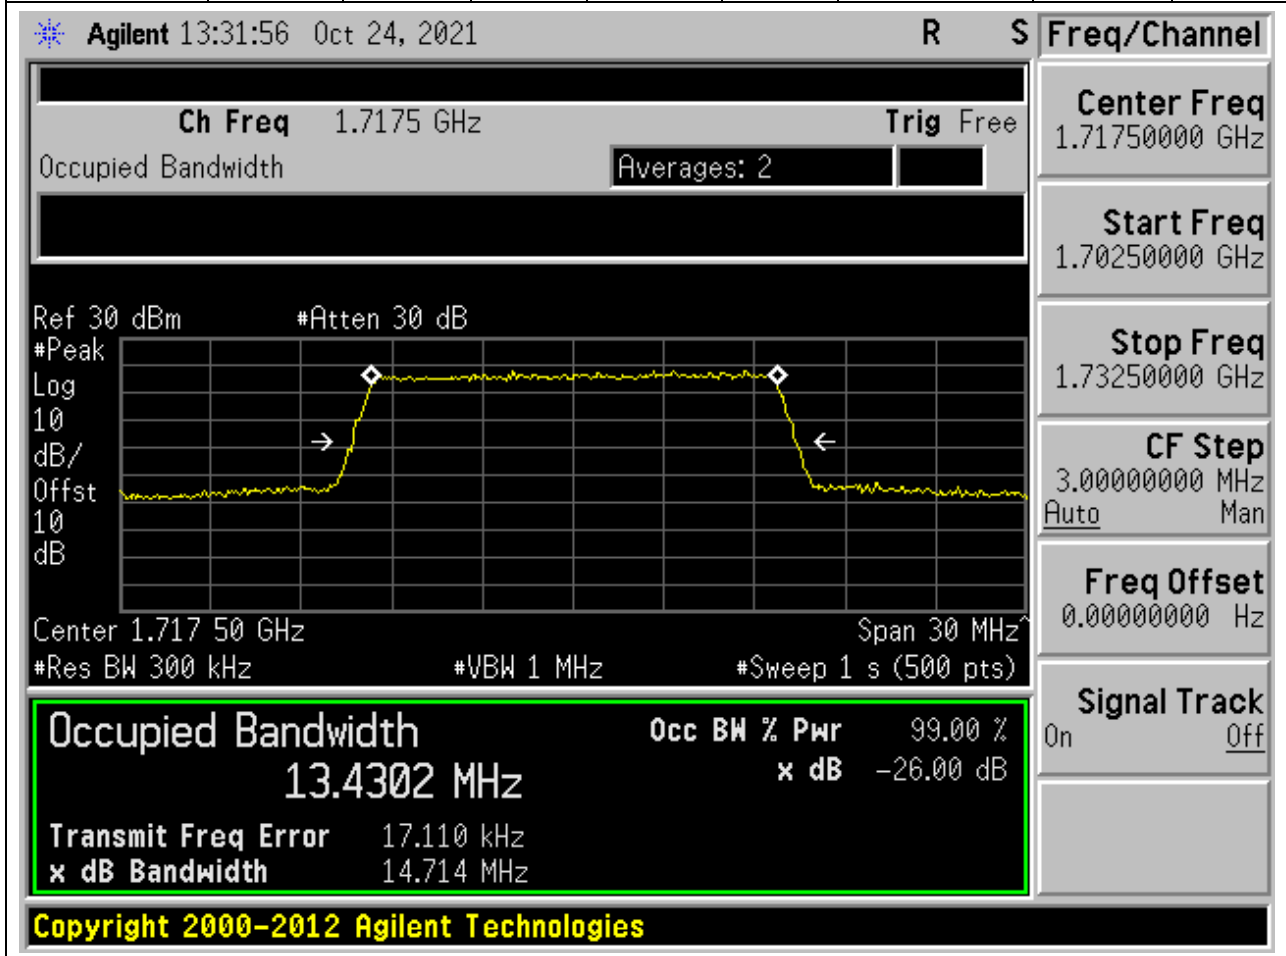 Agilent 13:31:56 Oct 24, 2021 R S
Freq/Channel
Ch Freq 1.7175 GHz Trig Free
Occupied Bandwidth Averages: 2
Center Freq
1.71750000 GHz
Start Freq
1.70250000 GHz
Stop Freq
1.73250000 GHz
CF Step
3.00000000 MHz
Auto Man
Freq Offset
0.00000000 Hz
Signal Track
On Off
Ref 30 dBm #Atten 30 dB
#Peak
Log
10
dB/
Offst
10
dB
Center 1.717 50 GHz Span 30 MHz^
#Res BW 300 kHz #VBW 1 MHz #Sweep 1 s (500 pts)
Occupied Bandwidth Occ BW % Pwr 99.00 %
13.4302 MHz x dB -26.00 dB
Transmit Freq Error 17.110 kHz
x dB Bandwidth 14.714 MHz
Copyright 2000-2012 Agilent Technologies